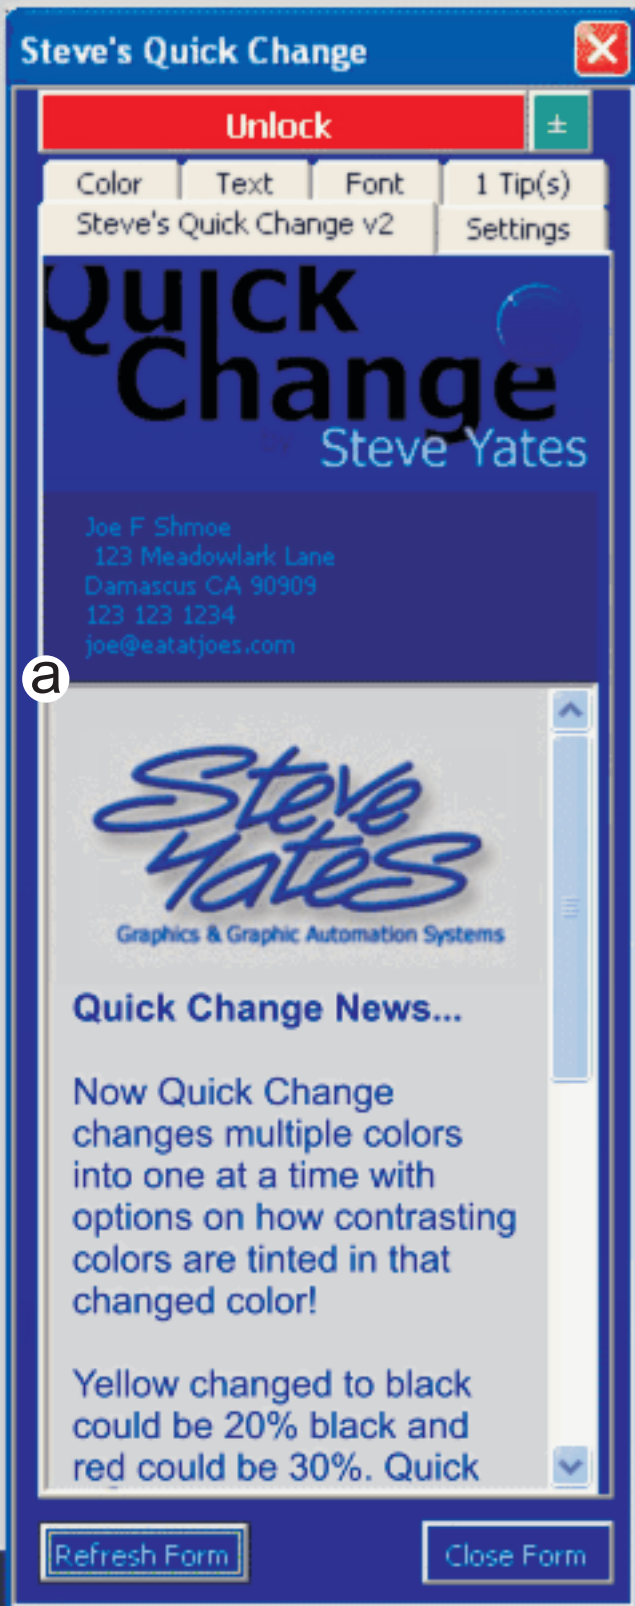 Steve's Quick Change
Unlock
±
Color Text Font 1 Tip(s)
Steve's Quick Change v2 Settings
Quick
Change
by Steve Yates
Joe F Shmoe
123 Meadowlark Lane
Damascus CA 90909
123 123 1234
joe@eatatjoes.com
a
Steve
Yates
Graphics & Graphic Automation Systems
Quick Change News...
Now Quick Change
changes multiple colors
into one at a time with
options on how contrasting
colors are tinted in that
changed color!
Yellow changed to black
could be 20% black and
red could be 30%. Quick
Refresh Form Close Form